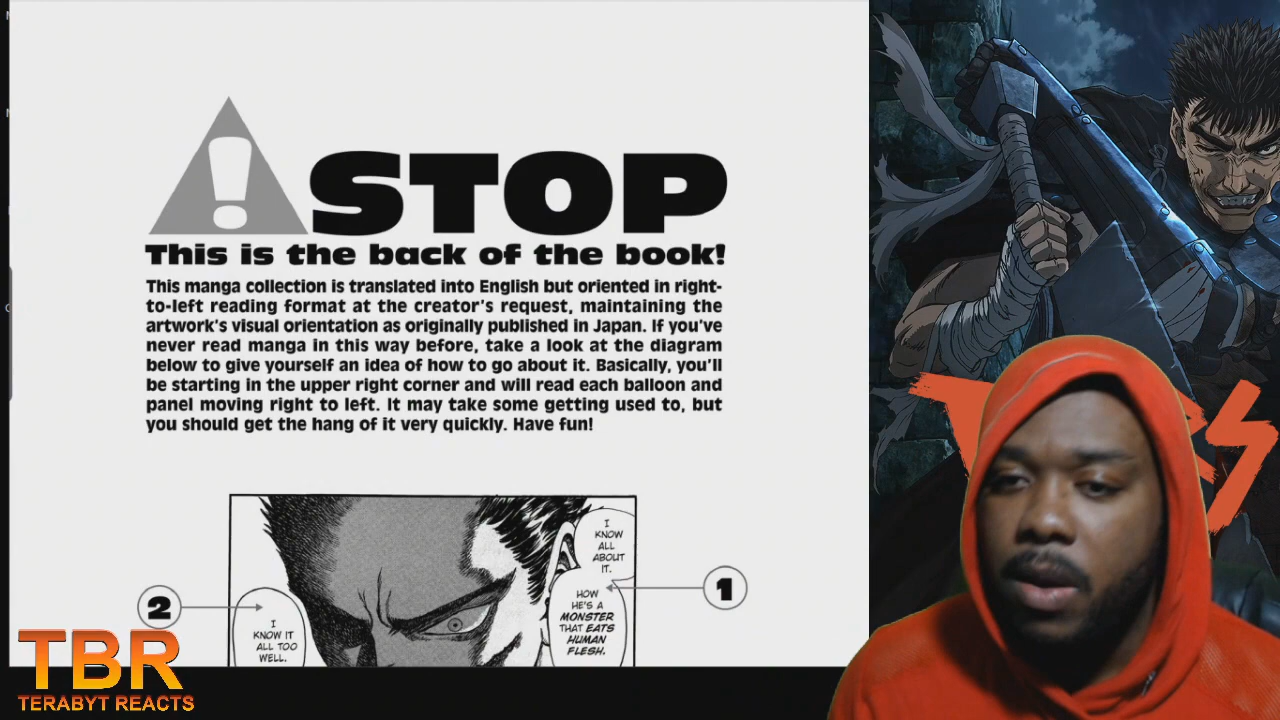 STOP
This is the back of the book!
This manga collection is translated into English but oriented in right-
to-left reading format at the creator's request, maintaining the
artwork's visual orientation as originally published in Japan. If you've
never read manga in this way before, take a look at the diagram
below to give yourself an idea of how to go about it. Basically, you'll
be starting in the upper right corner and will read each balloon and
panel moving right to left. It may take some getting used to, but
you should get the hang of it very quickly. Have fun!
I
KNOW
ALL
ABOUT
IT.
1
HOW
HE'S A
MONSTER
THAT EATS
HUMAN
FLESH.
2
I
KNOW IT
ALL TOO
WELL.
TBR
TERABYT REACTS